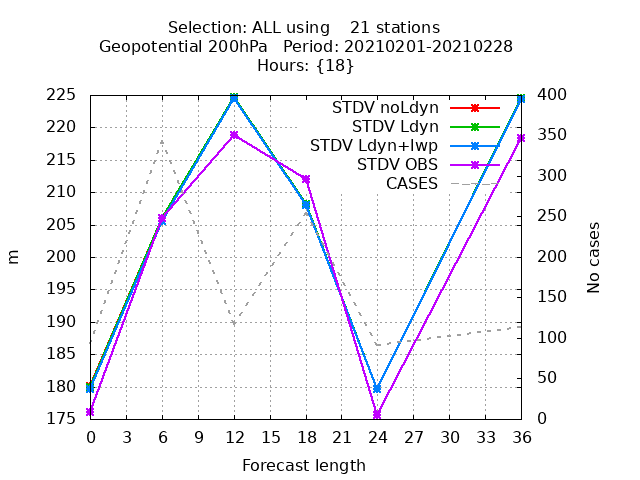 Selection: ALL using    21 stations
Geopotential 200hPa   Period: 20210201-20210228
Hours: {18}
STDV noLdyn
STDV Ldyn
STDV Ldyn+lwp
STDV OBS
CASES
m
225
220
215
210
205
200
195
190
185
180
175
400
350
300
250
200
150
100
50
0
No cases
0 3 6 9 12 15 18 21 24 27 30 33 36
Forecast length